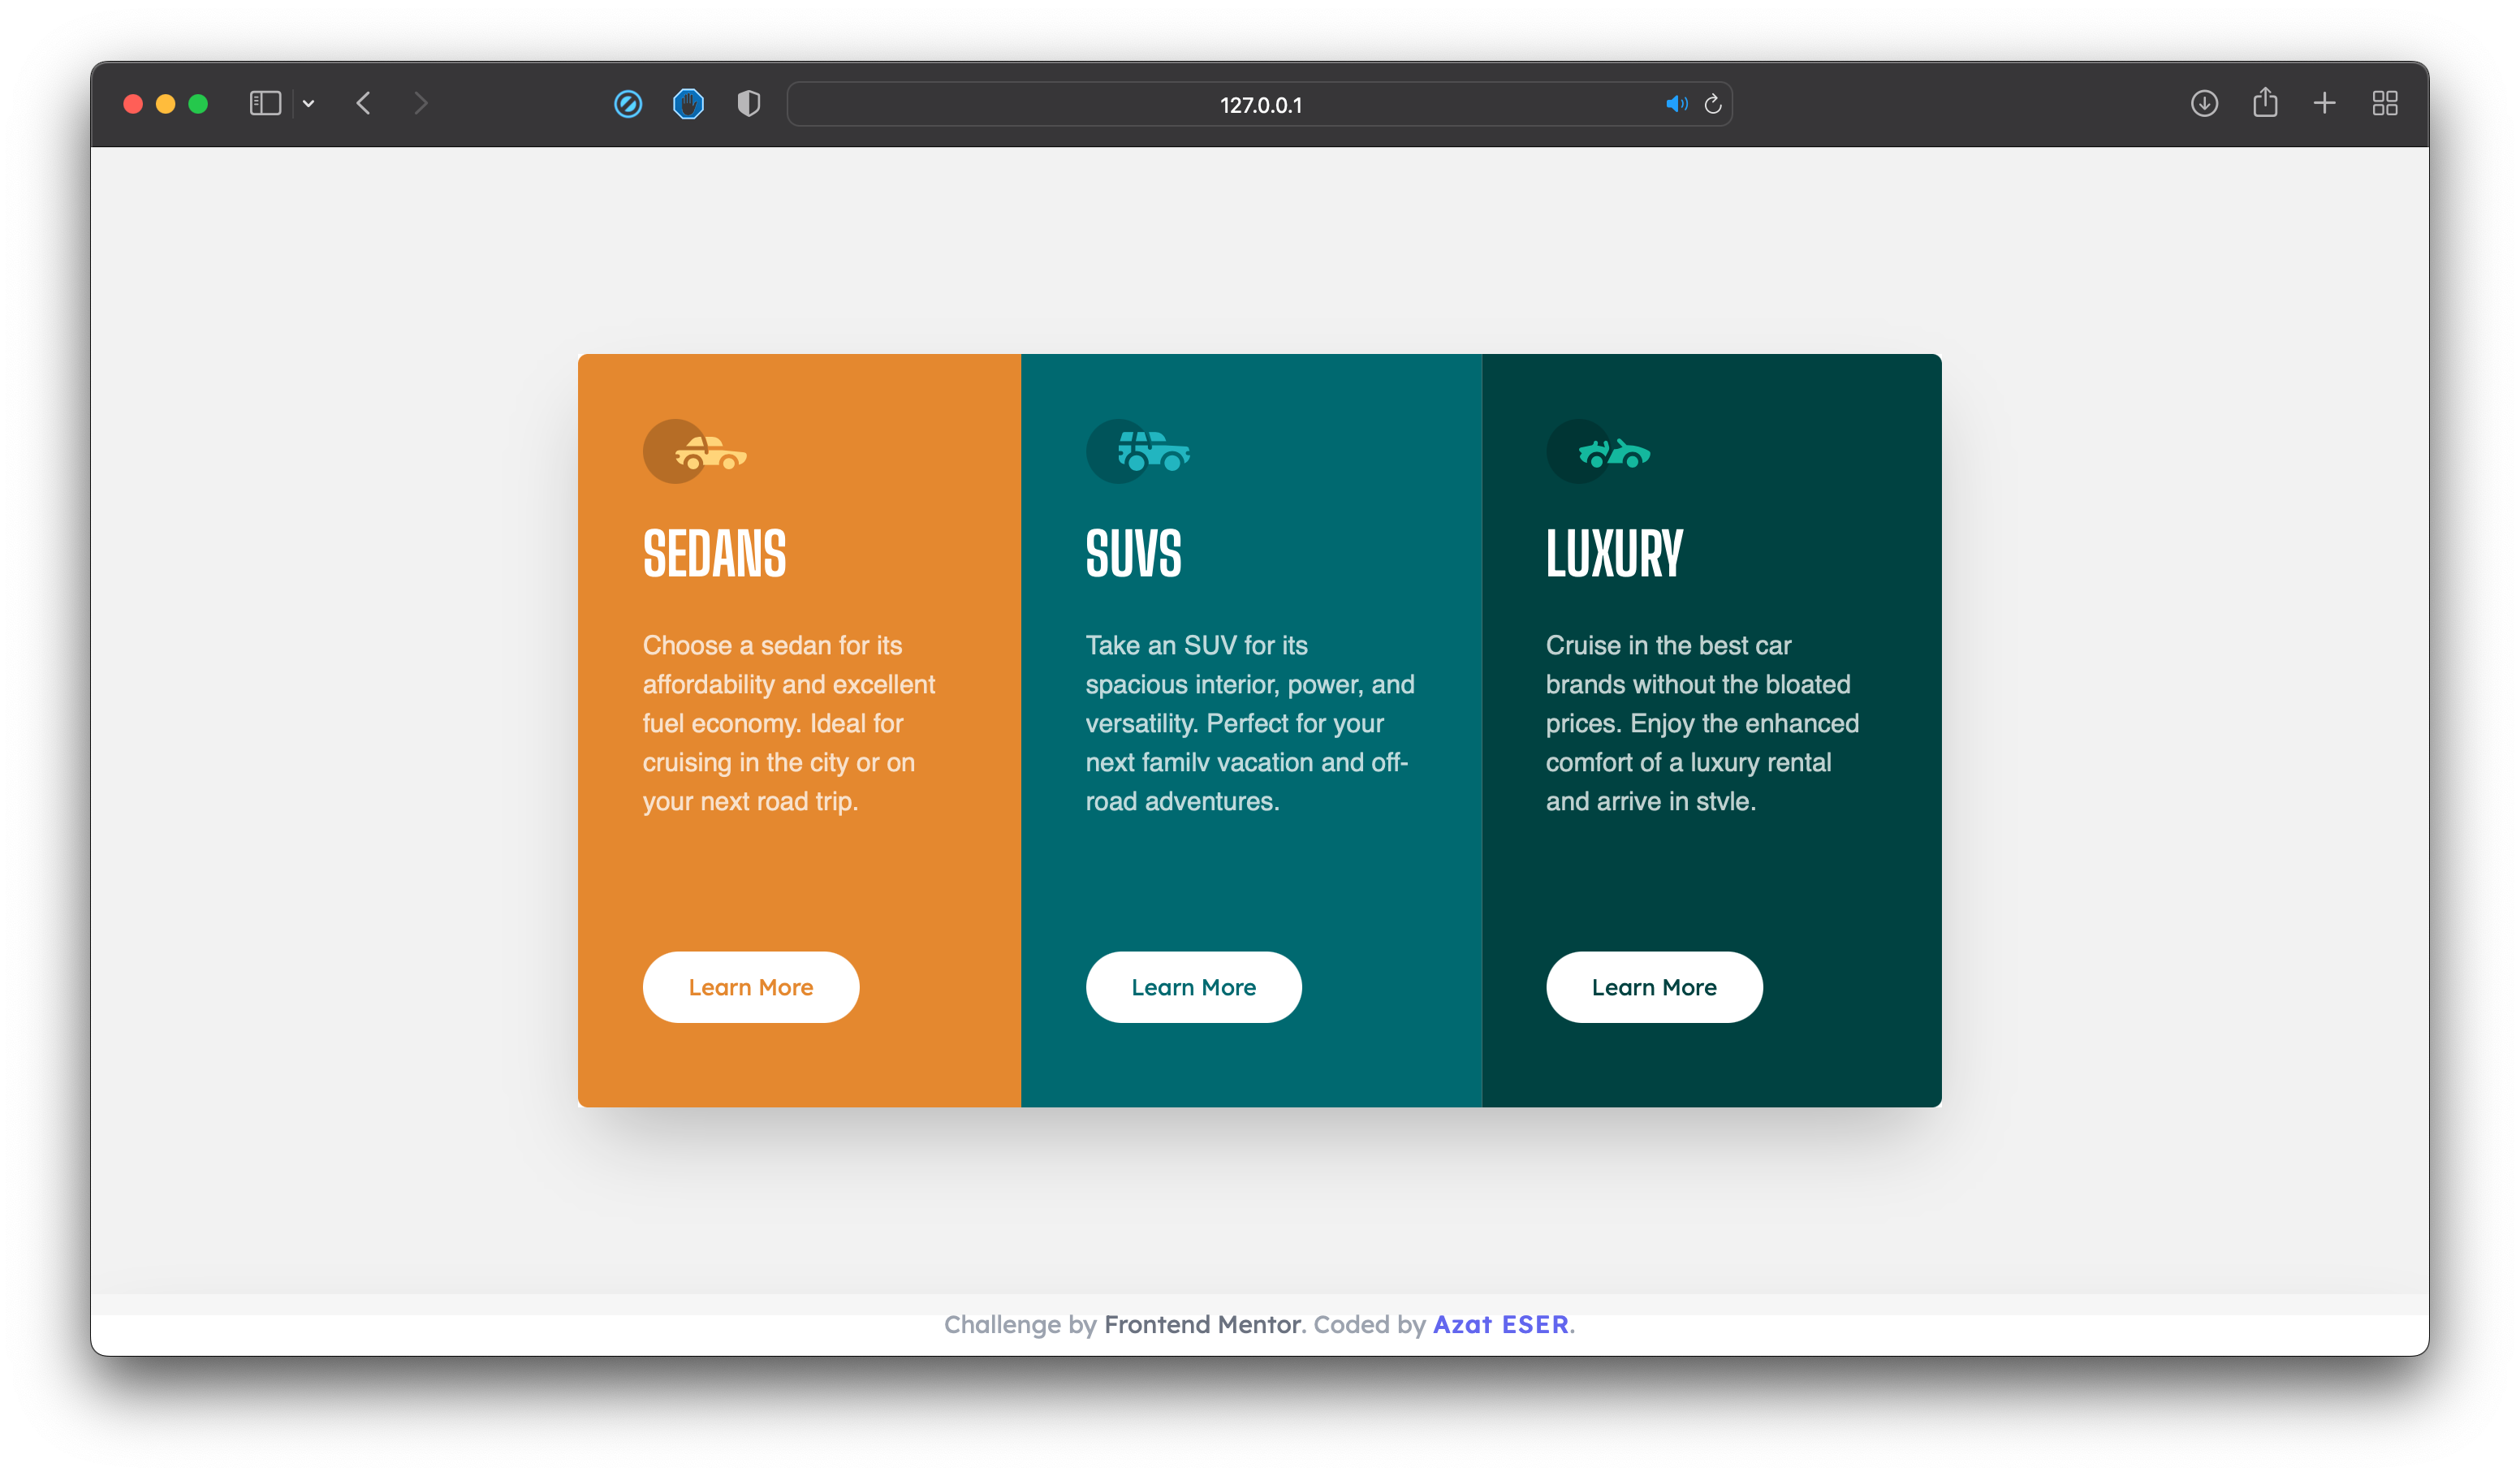 127.0.0.1
SEDANS
Choose a sedan for its
affordability and excellent
fuel economy. Ideal for
cruising in the city or on
your next road trip.
Learn More
SUVS
Take an SUV for its
spacious interior, power, and
versatility. Perfect for your
next family vacation and off-
road adventures.
Learn More
LUXURY
Cruise in the best car
brands without the bloated
prices. Enjoy the enhanced
comfort of a luxury rental
and arrive in style.
Learn More
Challenge by Frontend Mentor. Coded by Azat ESER.